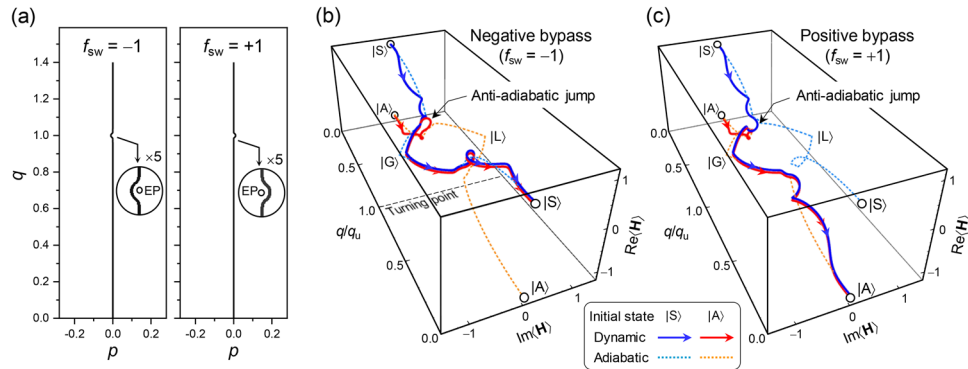 (a)
f_sw = −1
f_sw = +1
q
1.4
1.2
1.0
0.8
0.6
0.4
0.2
0.0
×5
EP
×5
EP
-0.2
0.0
0.2
-0.2
0.0
0.2
p
p
(b)
Negative bypass
(f_sw = −1)
|S⟩
|A⟩
Anti-adiabatic jump
|L⟩
|G⟩
0.0
0.5
1.0
q/q_u
0.5
0.0
Turning point
|S⟩
|A⟩
1
0
−1
Re⟨H⟩
−1
0
1
Im⟨H⟩
(c)
Positive bypass
(f_sw = +1)
|S⟩
|A⟩
Anti-adiabatic jump
|L⟩
|G⟩
0.0
0.5
1.0
q/q_u
0.5
0.0
|S⟩
|A⟩
1
0
−1
Re⟨H⟩
−1
0
1
Im⟨H⟩
Initial state |S⟩ |A⟩
Dynamic
Adiabatic